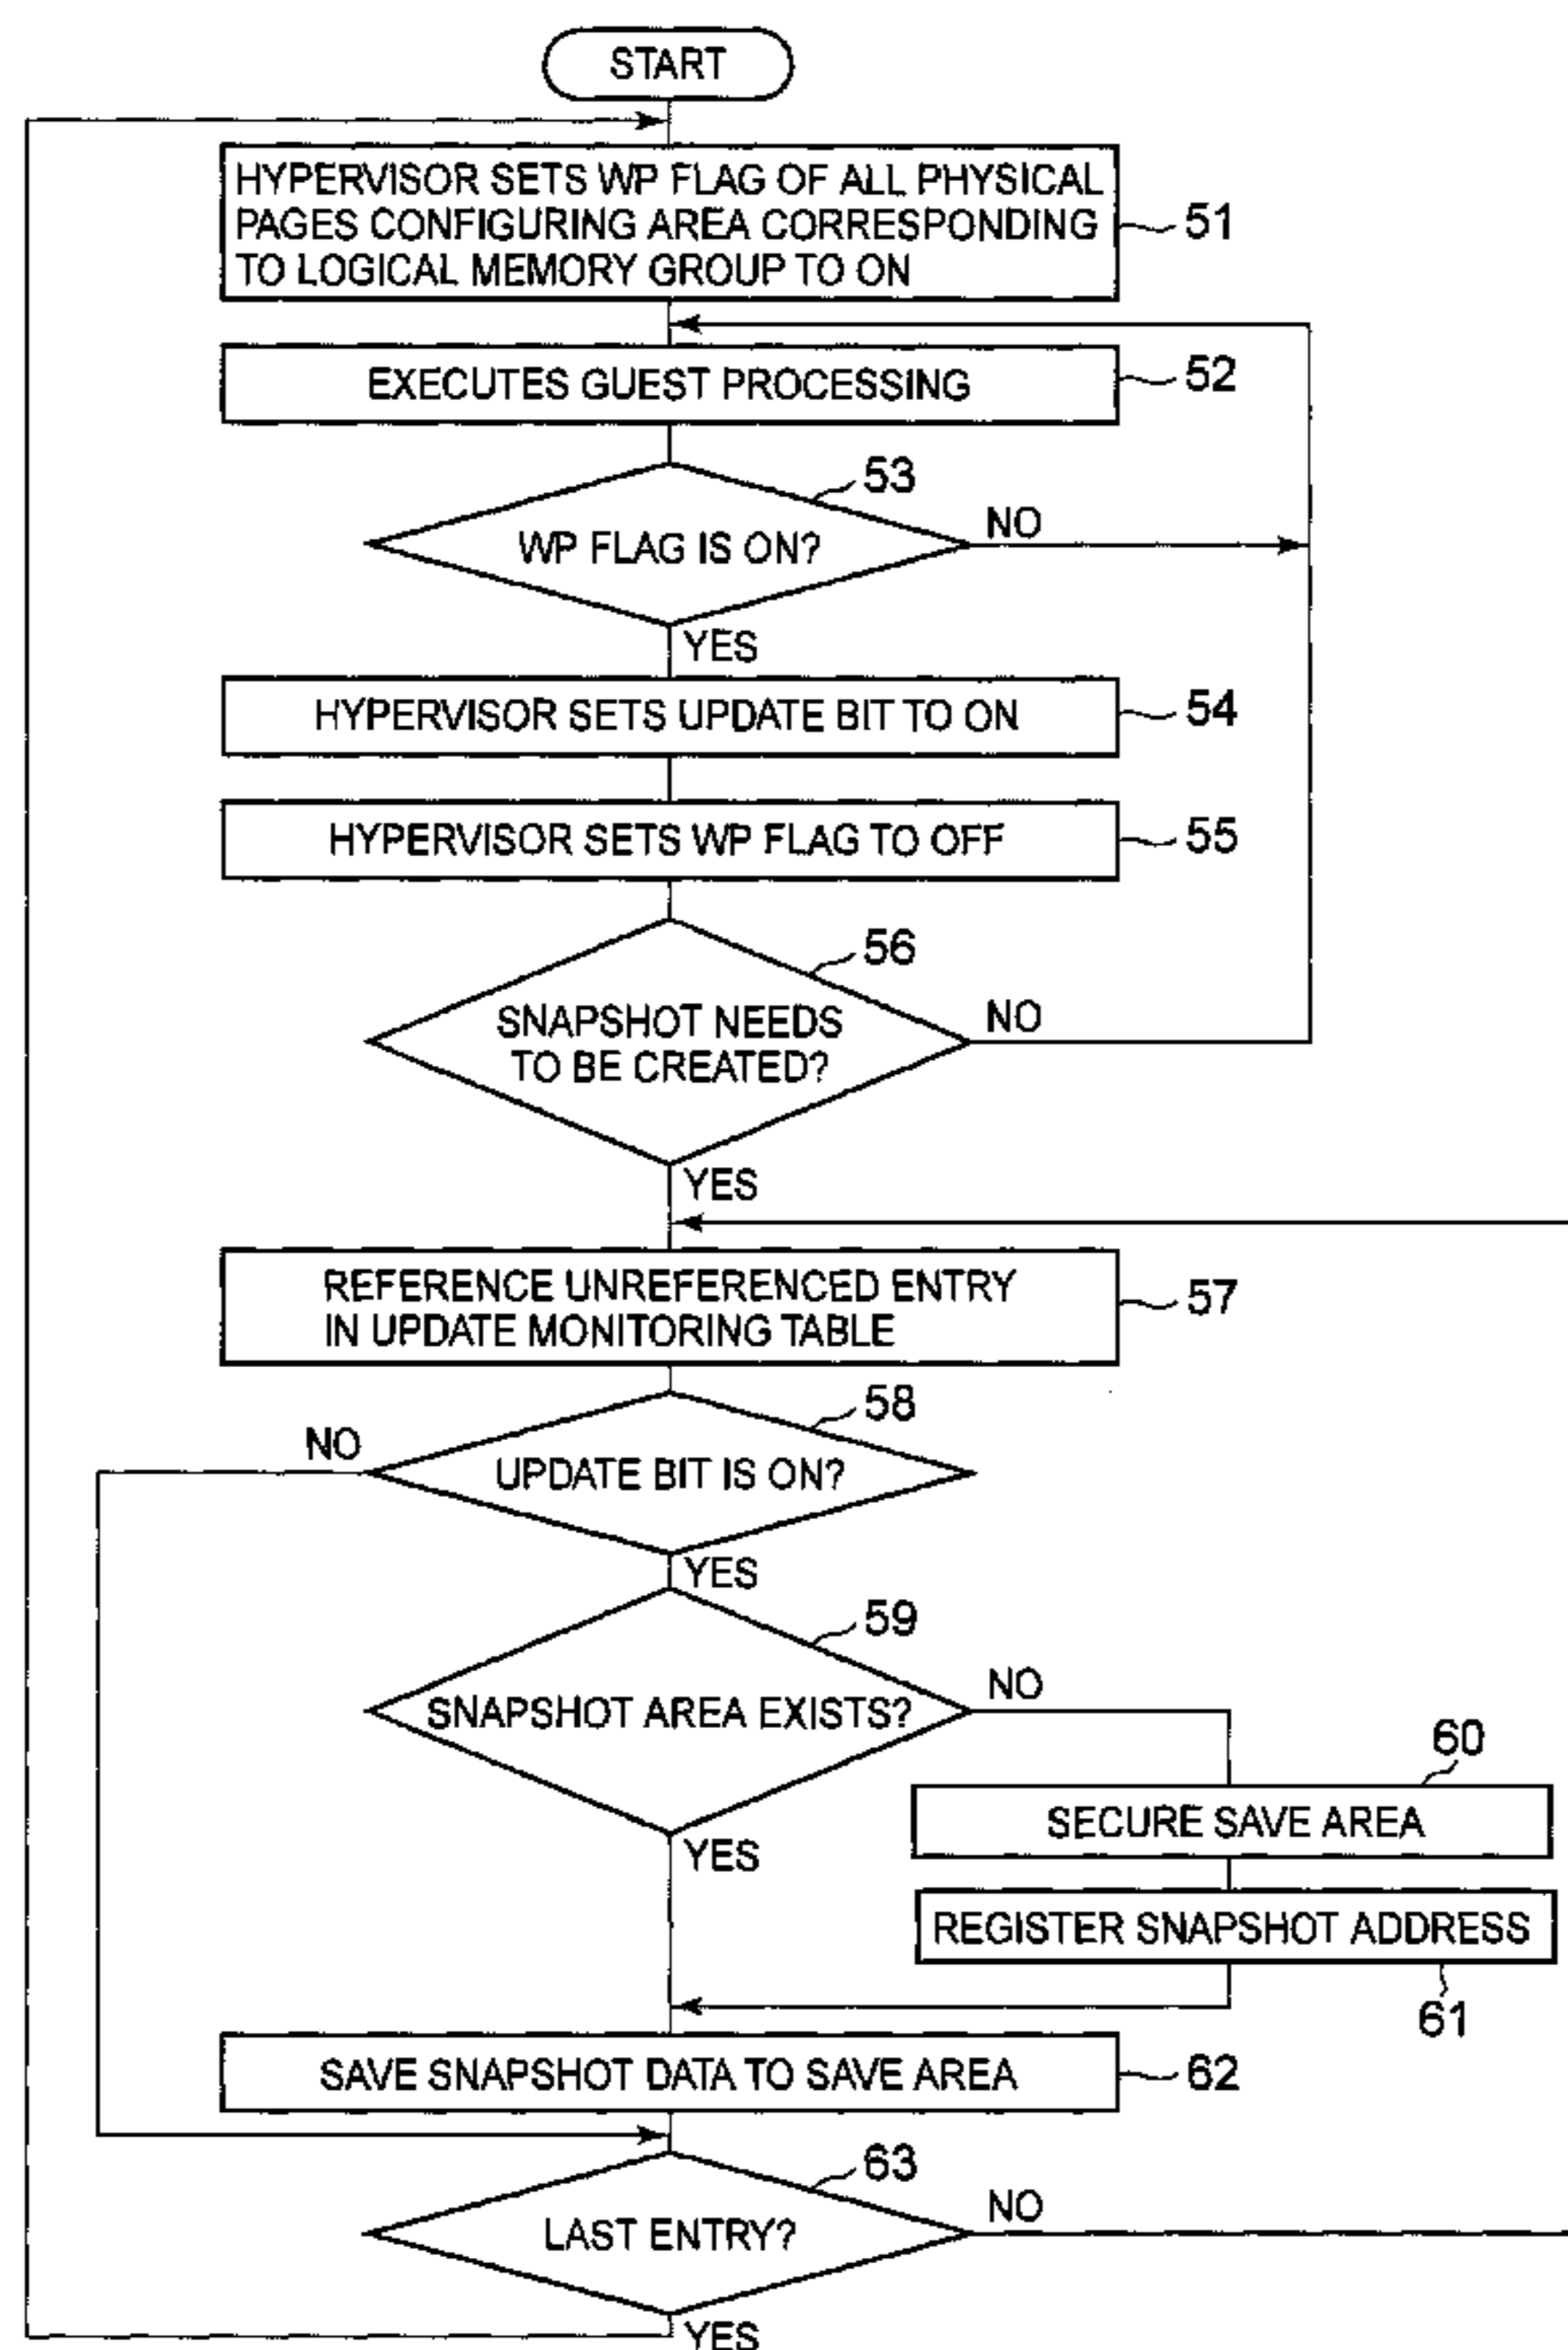 START
HYPERVISOR SETS WP FLAG OF ALL PHYSICAL
PAGES CONFIGURING AREA CORRESPONDING
TO LOGICAL MEMORY GROUP TO ON
51
EXECUTES GUEST PROCESSING
52
53
WP FLAG IS ON?
NO
YES
HYPERVISOR SETS UPDATE BIT TO ON
54
HYPERVISOR SETS WP FLAG TO OFF
55
56
SNAPSHOT NEEDS
TO BE CREATED?
NO
YES
REFERENCE UNREFERENCED ENTRY
IN UPDATE MONITORING TABLE
57
58
NO
UPDATE BIT IS ON?
YES
59
SNAPSHOT AREA EXISTS?
NO
YES
60
SECURE SAVE AREA
REGISTER SNAPSHOT ADDRESS
61
SAVE SNAPSHOT DATA TO SAVE AREA
62
63
LAST ENTRY?
NO
YES